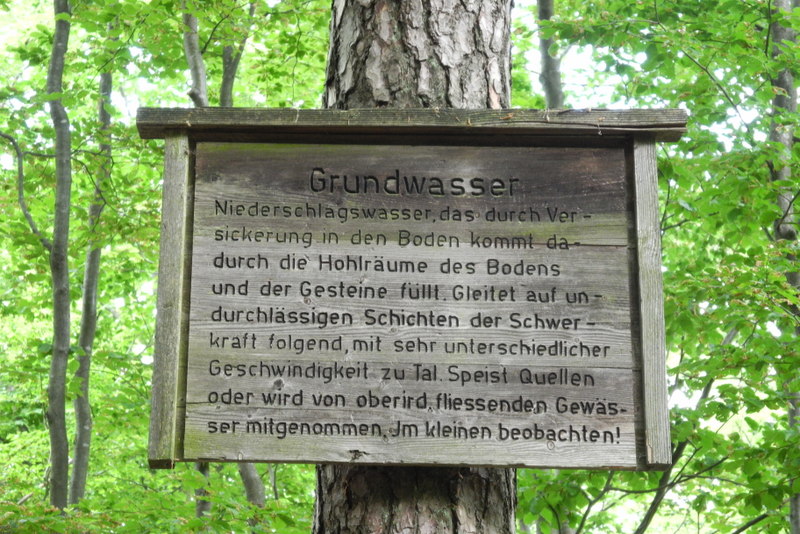 Grundwasser
Niederschlagswasser, das durch Ver-
sickerung in den Boden kommt da-
durch die Hohlräume des Bodens
und der Gesteine füllt. Gleitet auf un-
durchlässigen Schichten der Schwer-
kraft folgend, mit sehr unterschiedlicher
Geschwindigkeit zu Tal. Speist Quellen
oder wird von oberird. fliessenden Gewäs-
ser mitgenommen. Jm kleinen beobachten!